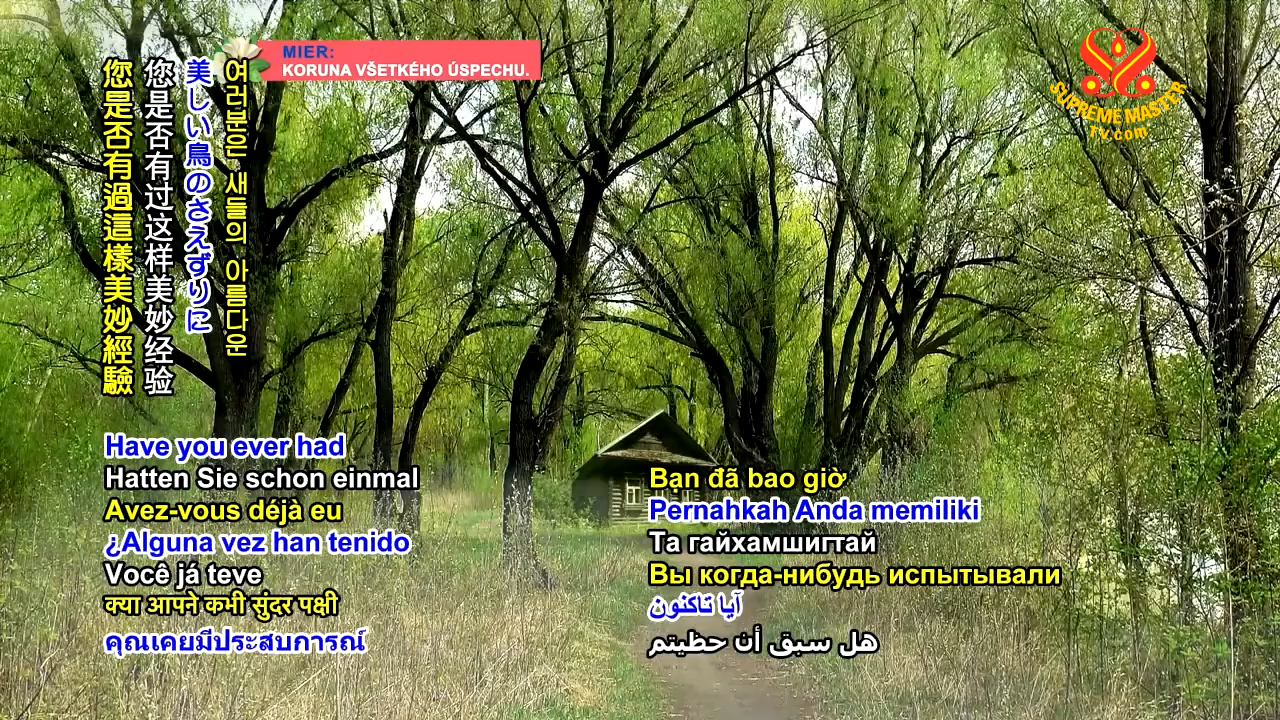 MIER:
KORUNA VŠETKÉHO ÚSPECHU.
SUPREME MASTER
TV.com
여러분은 새들의 아름다운
美しい鳥のさえずりに
您是否有过这样美妙经验
您是否有過這樣美妙經驗
Have you ever had
Hatten Sie schon einmal
Avez-vous déjà eu
¿Alguna vez han tenido
Você já teve
क्या आपने कभी सुंदर पक्षी
คุณเคยมีประสบการณ์
Bạn đã bao giờ
Pernahkah Anda memiliki
Та гайхамшигтай
Вы когда-нибудь испытывали
آیا تاکنون
هل سبق أن حظيتم